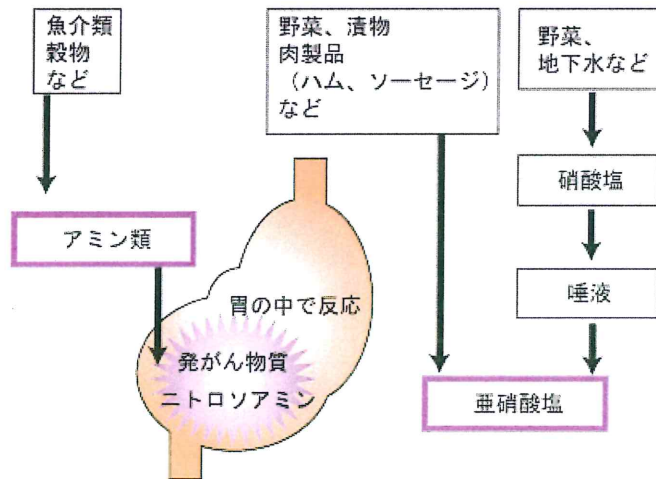 魚介類
穀物
など
野菜、漬物
肉製品
（ハム、ソーセージ）
など
野菜、
地下水など
硝酸塩
アミン類
唾液
胃の中で反応
発がん物質
ニトロソアミン
亜硝酸塩